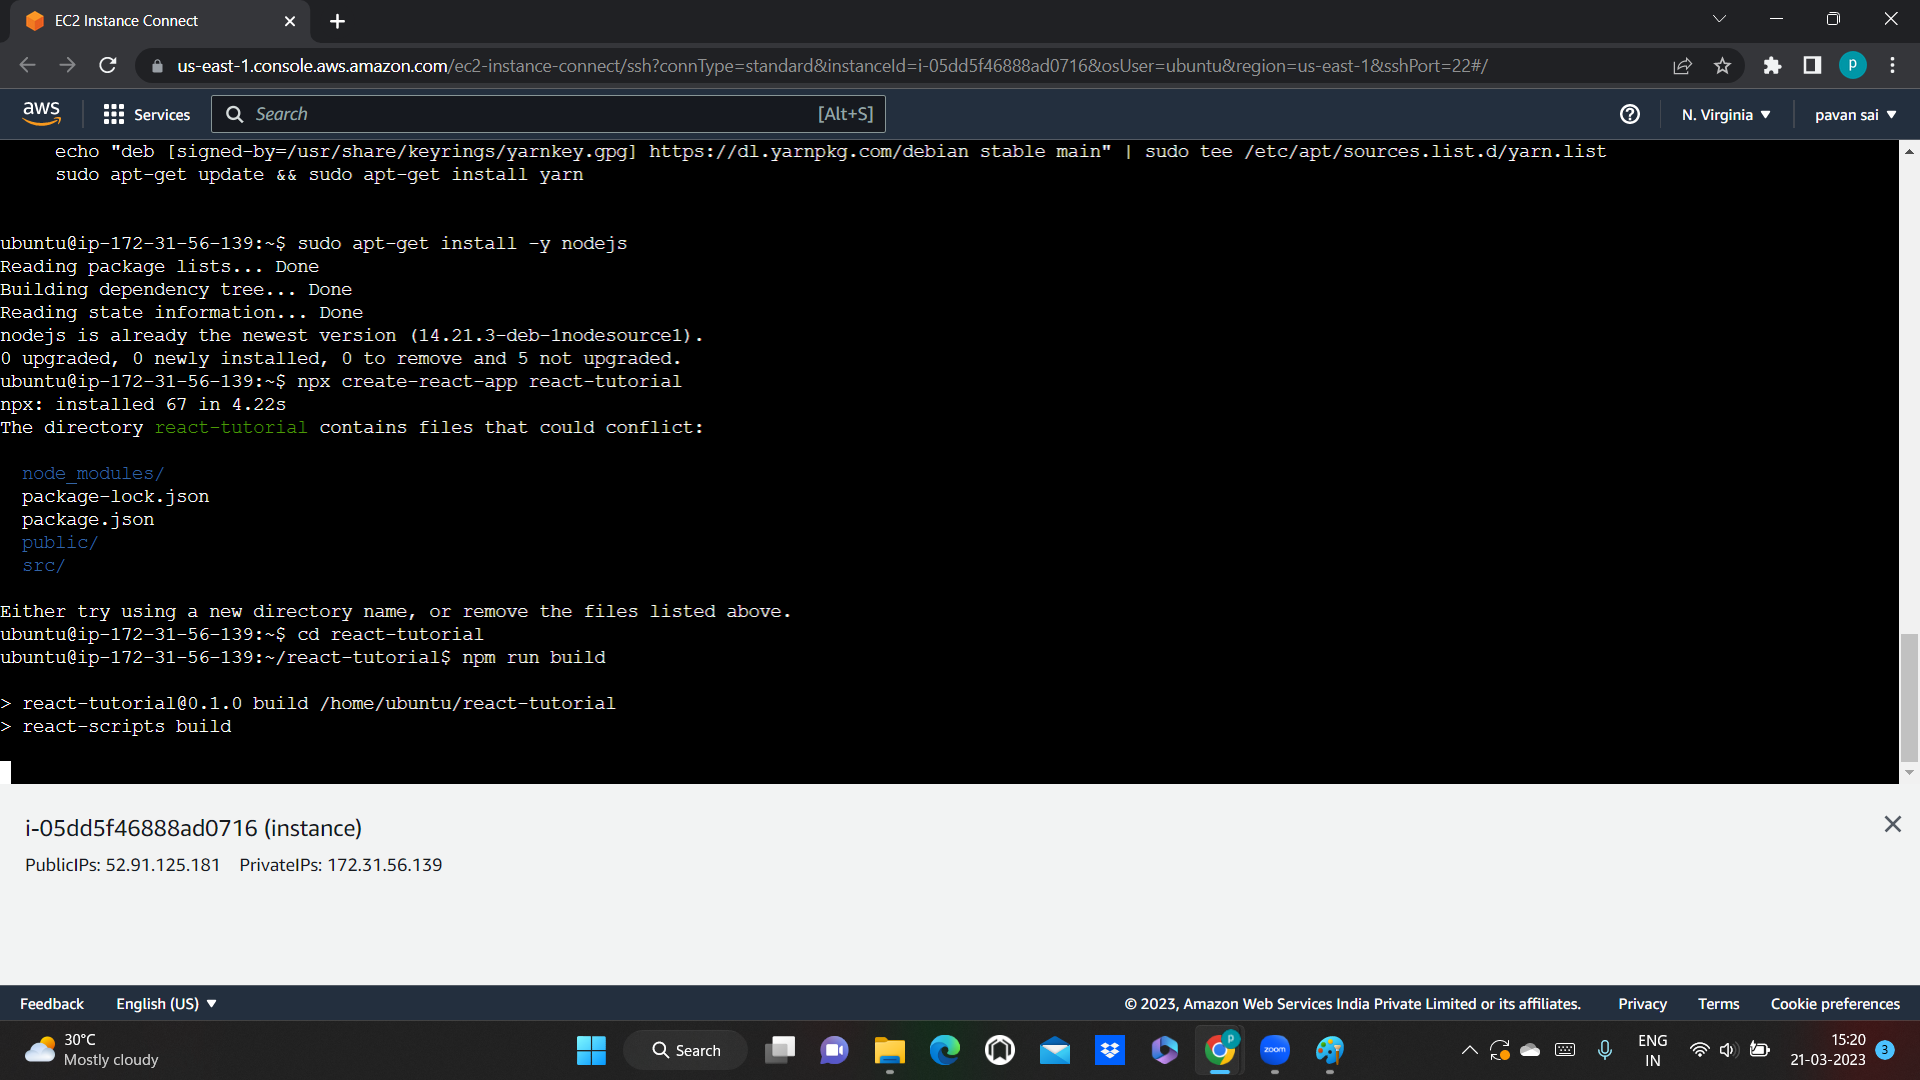 EC2 Instance Connect
us-east-1.console.aws.amazon.com/ec2-instance-connect/ssh?connType=standard&instanceId=i-05dd5f46888ad0716&osUser=ubuntu&region=us-east-1&sshPort=22#/
P
aws Services Search [Alt+S] N. Virginia ▼ pavan sai ▼
echo "deb [signed-by=/usr/share/keyrings/yarnkey.gpg] https://dl.yarnpkg.com/debian stable main" | sudo tee /etc/apt/sources.list.d/yarn.list
sudo apt-get update && sudo apt-get install yarn
ubuntu@ip-172-31-56-139:~$ sudo apt-get install -y nodejs
Reading package lists... Done
Building dependency tree... Done
Reading state information... Done
nodejs is already the newest version (14.21.3-deb-1nodesource1).
0 upgraded, 0 newly installed, 0 to remove and 5 not upgraded.
ubuntu@ip-172-31-56-139:~$ npx create-react-app react-tutorial
npx: installed 67 in 4.22s
The directory react-tutorial contains files that could conflict:
node_modules/
package-lock.json
package.json
public/
src/
Either try using a new directory name, or remove the files listed above.
ubuntu@ip-172-31-56-139:~$ cd react-tutorial
ubuntu@ip-172-31-56-139:~/react-tutorial$ npm run build
> react-tutorial@0.1.0 build /home/ubuntu/react-tutorial
> react-scripts build
i-05dd5f46888ad0716 (instance)
PublicIPs: 52.91.125.181 PrivateIPs: 172.31.56.139
Feedback English (US) ▼ © 2023, Amazon Web Services India Private Limited or its affiliates. Privacy Terms Cookie preferences
30°C
Mostly cloudy
Search
P
zoom
ENG
IN
15:20
21-03-2023
3